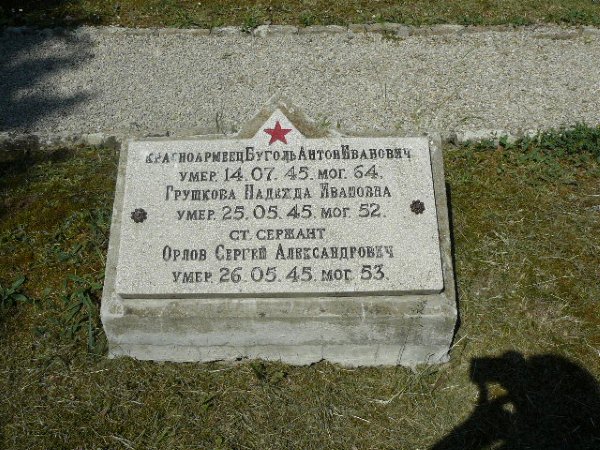 КРАСНОАРМЕЕЦ БУГОЛЬ АНТОН ИВАНОВИЧ
УМЕР. 14.07.45. МОГ. 64.
ГРУШКОВА НАДЕЖДА ИВАНОВНА
УМЕР. 25.05.45. МОГ. 52.
СТ. СЕРЖАНТ
ОРЛОВ СЕРГЕЙ АЛЕКСАНДРОВИЧ
УМЕР. 26.05.45. МОГ. 53.